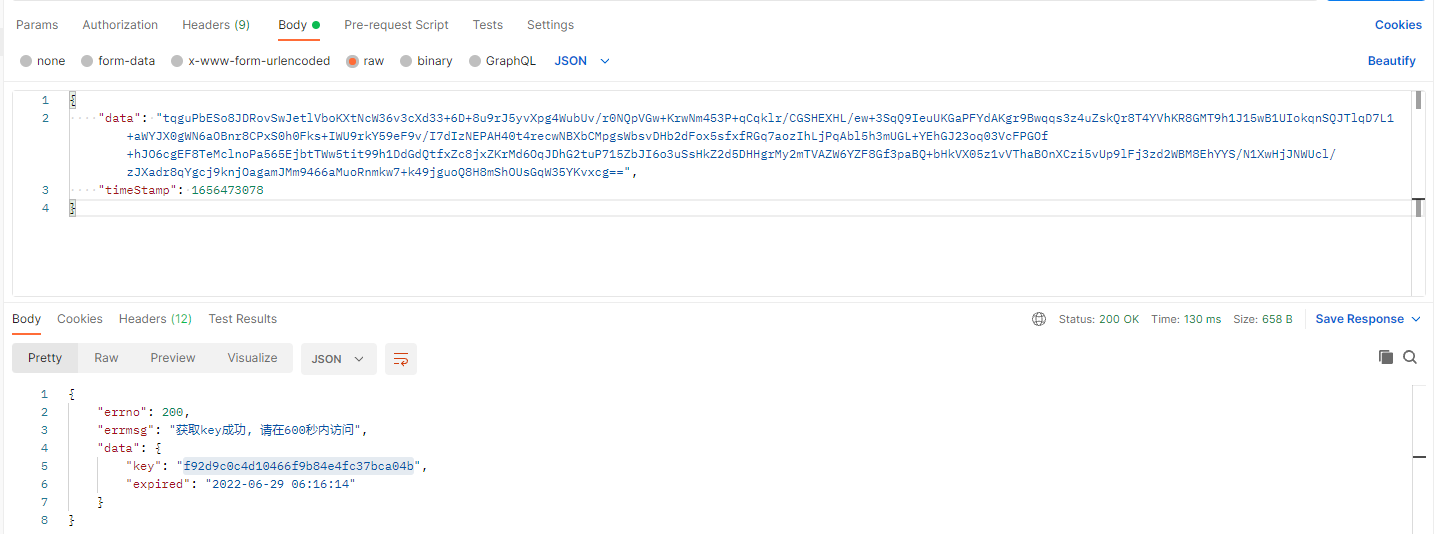 Params Authorization Headers (9) Body Pre-request Script Tests Settings Cookies
none form-data x-www-form-urlencoded raw binary GraphQL JSON Beautify
1 {
2 "data": "tqguPbESo8JDRovSwJetlVboKXtNcW36v3cXd33+6D+8u9rJ5yvXpg4WubUv/r0NQpVGw+KrwNm453P+qCqklr/CGSHEXHL/ew+3SqQ9IeuUKGaPFYdAKgr9Bwqqs3z4uZskQr8T4YVhKR8GMT9h1J15wB1UIokqnSQJTlqD7L1
+aWYJX0gWN6aOBnr8CPxS0h0Fks+IWU9rkY59eF9v/I7dIzNEPAH40t4recwNBXbCMpgsWbsvDHb2dFox5sfxfRGq7aozIhLjPqAbl5h3mUGL+YEhGJ23oq03VcFPGOf
+hJO6cgEF8TeMclnoPa565EjbtTWw5tit99h1DdGdQtfxZc8jxZKrMd6OqJDhG2tuP715ZbJI6o3uSsHkZ2d5DHHgrMy2mTVAZW6YZF8Gf3paBQ+bHkVX05z1vVThaBOnXCzi5vUp9lFj3zd2WBM8EhYYS/N1XwHjJNWUcl/
zJXadr8qYgcj9knjOagamJMm9466aMuoRnmkw7+k49jguoQ8H8mShOUsGqW35YKvxcg==",
3 "timeStamp": 1656473078
4 }
Body Cookies Headers (12) Test Results Status: 200 OK Time: 130 ms Size: 658 B Save Response
Pretty Raw Preview Visualize JSON
1 {
2 "errno": 200,
3 "errmsg": "获取key成功, 请在600秒内访问",
4 "data": {
5 "key": "f92d9c0c4d10466f9b84e4fc37bca04b",
6 "expired": "2022-06-29 06:16:14"
7 }
8 }